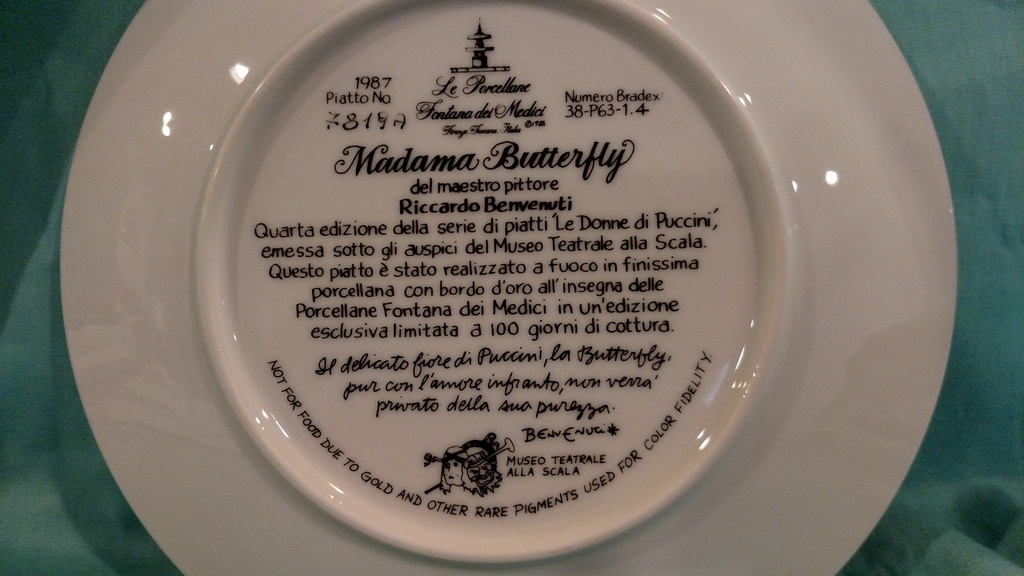 1987
Piatto No
7819A
Le Porcellane
Fontana dei Medici
Firenze Toscana Italia ©1986
Numero Bradex:
38-P63-1.4
Madama Butterfly
del maestro pittore
Riccardo Benvenuti
Quarta edizione della serie di piatti 'Le Donne di Puccini',
emessa sotto gli auspici del Museo Teatrale alla Scala.
Questo piatto è stato realizzato a fuoco in finissima
porcellana con bordo d'oro all'insegna delle
Porcellane Fontana dei Medici in un'edizione
esclusiva limitata a 100 giorni di cottura.
Il delicato fiore di Puccini, la Butterfly,
pur con l'amore infranto, non verrà
privato della sua purezza.
BENVENUTI*
MUSEO TEATRALE
ALLA SCALA
NOT FOR FOOD DUE TO GOLD AND OTHER RARE PIGMENTS USED FOR COLOR FIDELITY.